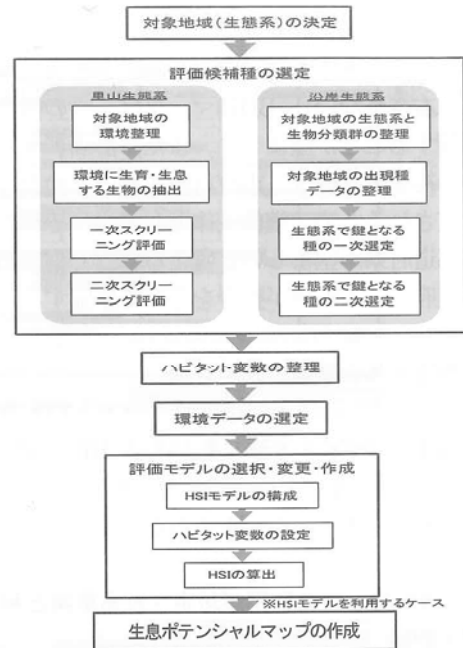 対象地域(生態系)の決定
評価候補種の選定
里山生態系
対象地域の
環境整理
環境に生育・生息
する生物の抽出
一次スクリー
ニング評価
二次スクリー
ニング評価
沿岸生態系
対象地域の生態系と
生物分類群の整理
対象地域の出現種
データの整理
生態系で鍵となる
種の一次選定
生態系で鍵となる
種の二次選定
ハビタット変数の整理
環境データの選定
評価モデルの選択・変更・作成
HSIモデルの構成
ハビタット変数の設定
HSIの算出
※HSIモデルを利用するケース
生息ポテンシャルマップの作成